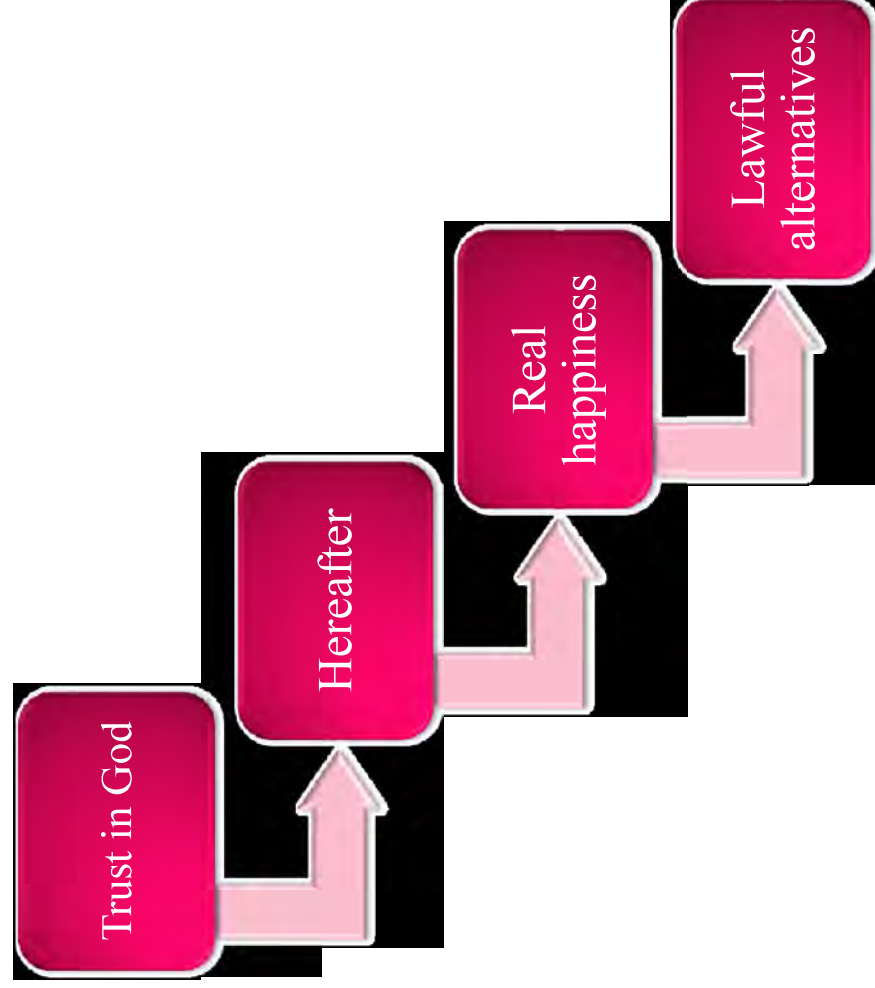 Trust in God
Hereafter
Real
happiness
Lawful
alternatives